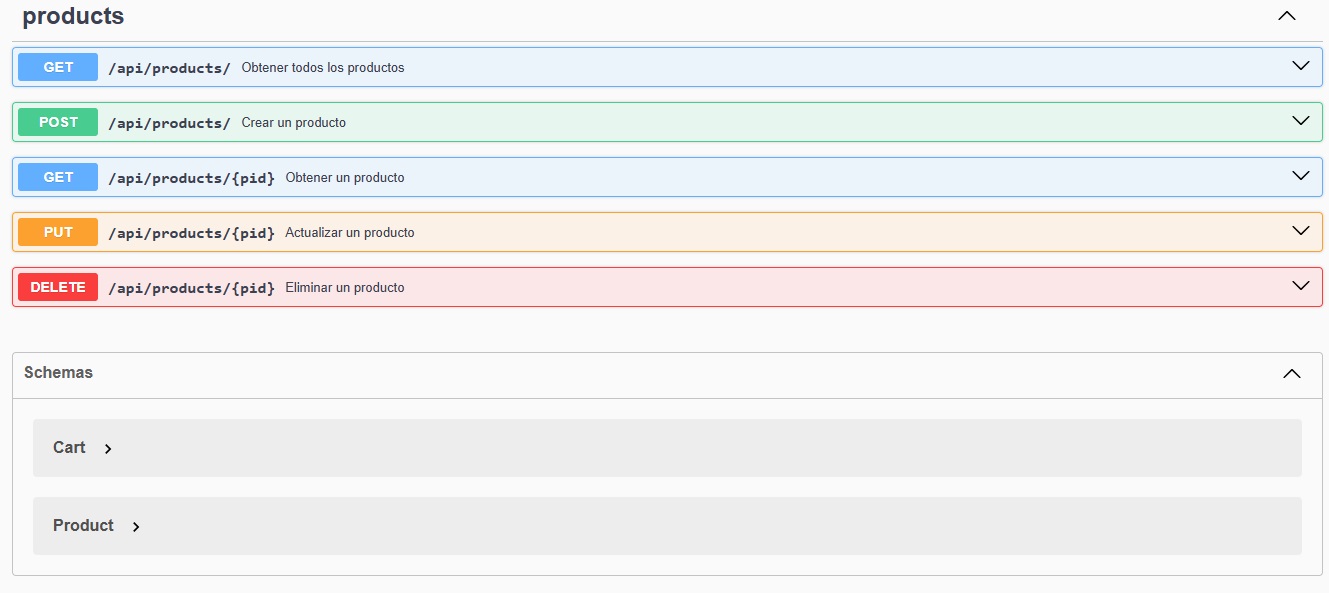 products
GET /api/products/ Obtener todos los productos
POST /api/products/ Crear un producto
GET /api/products/{pid} Obtener un producto
PUT /api/products/{pid} Actualizar un producto
DELETE /api/products/{pid} Eliminar un producto
Schemas
Cart
Product